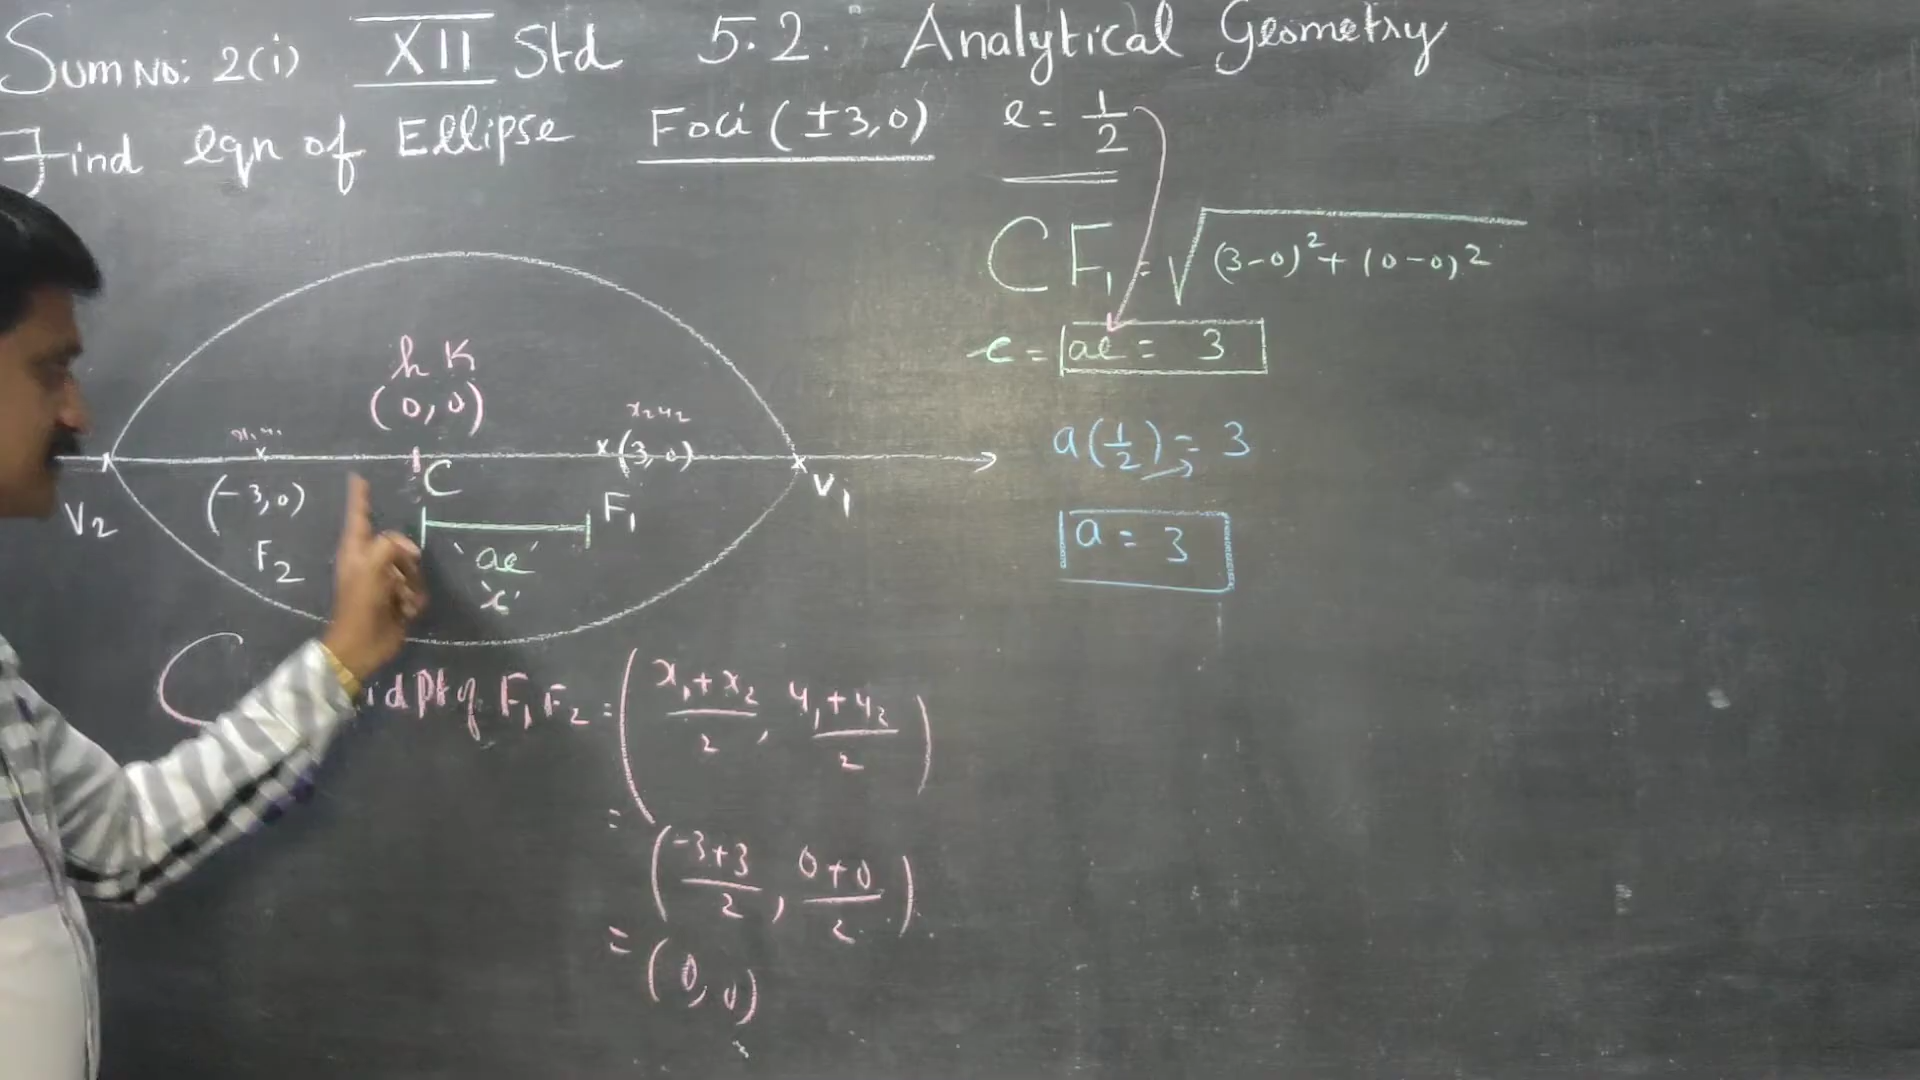 Sum No: 2(i) XII Std 5.2. Analytical Geometry
Find eqn of Ellipse Foci (±3,0) e = 1/2
CF₁ = √((3-0)² + (0-0)²)
c = ae = 3
a(1/2) = 3
a = 3
h K
(0,0)
x₂ y₂
(3,0)
C
F₁
V₁
V₂
(-3,0)
F₂
'ae'
C
idpt of F₁F₂ = (x₁+x₂/2, y₁+y₂/2)
= (-3+3/2, 0+0/2)
= (0,0)